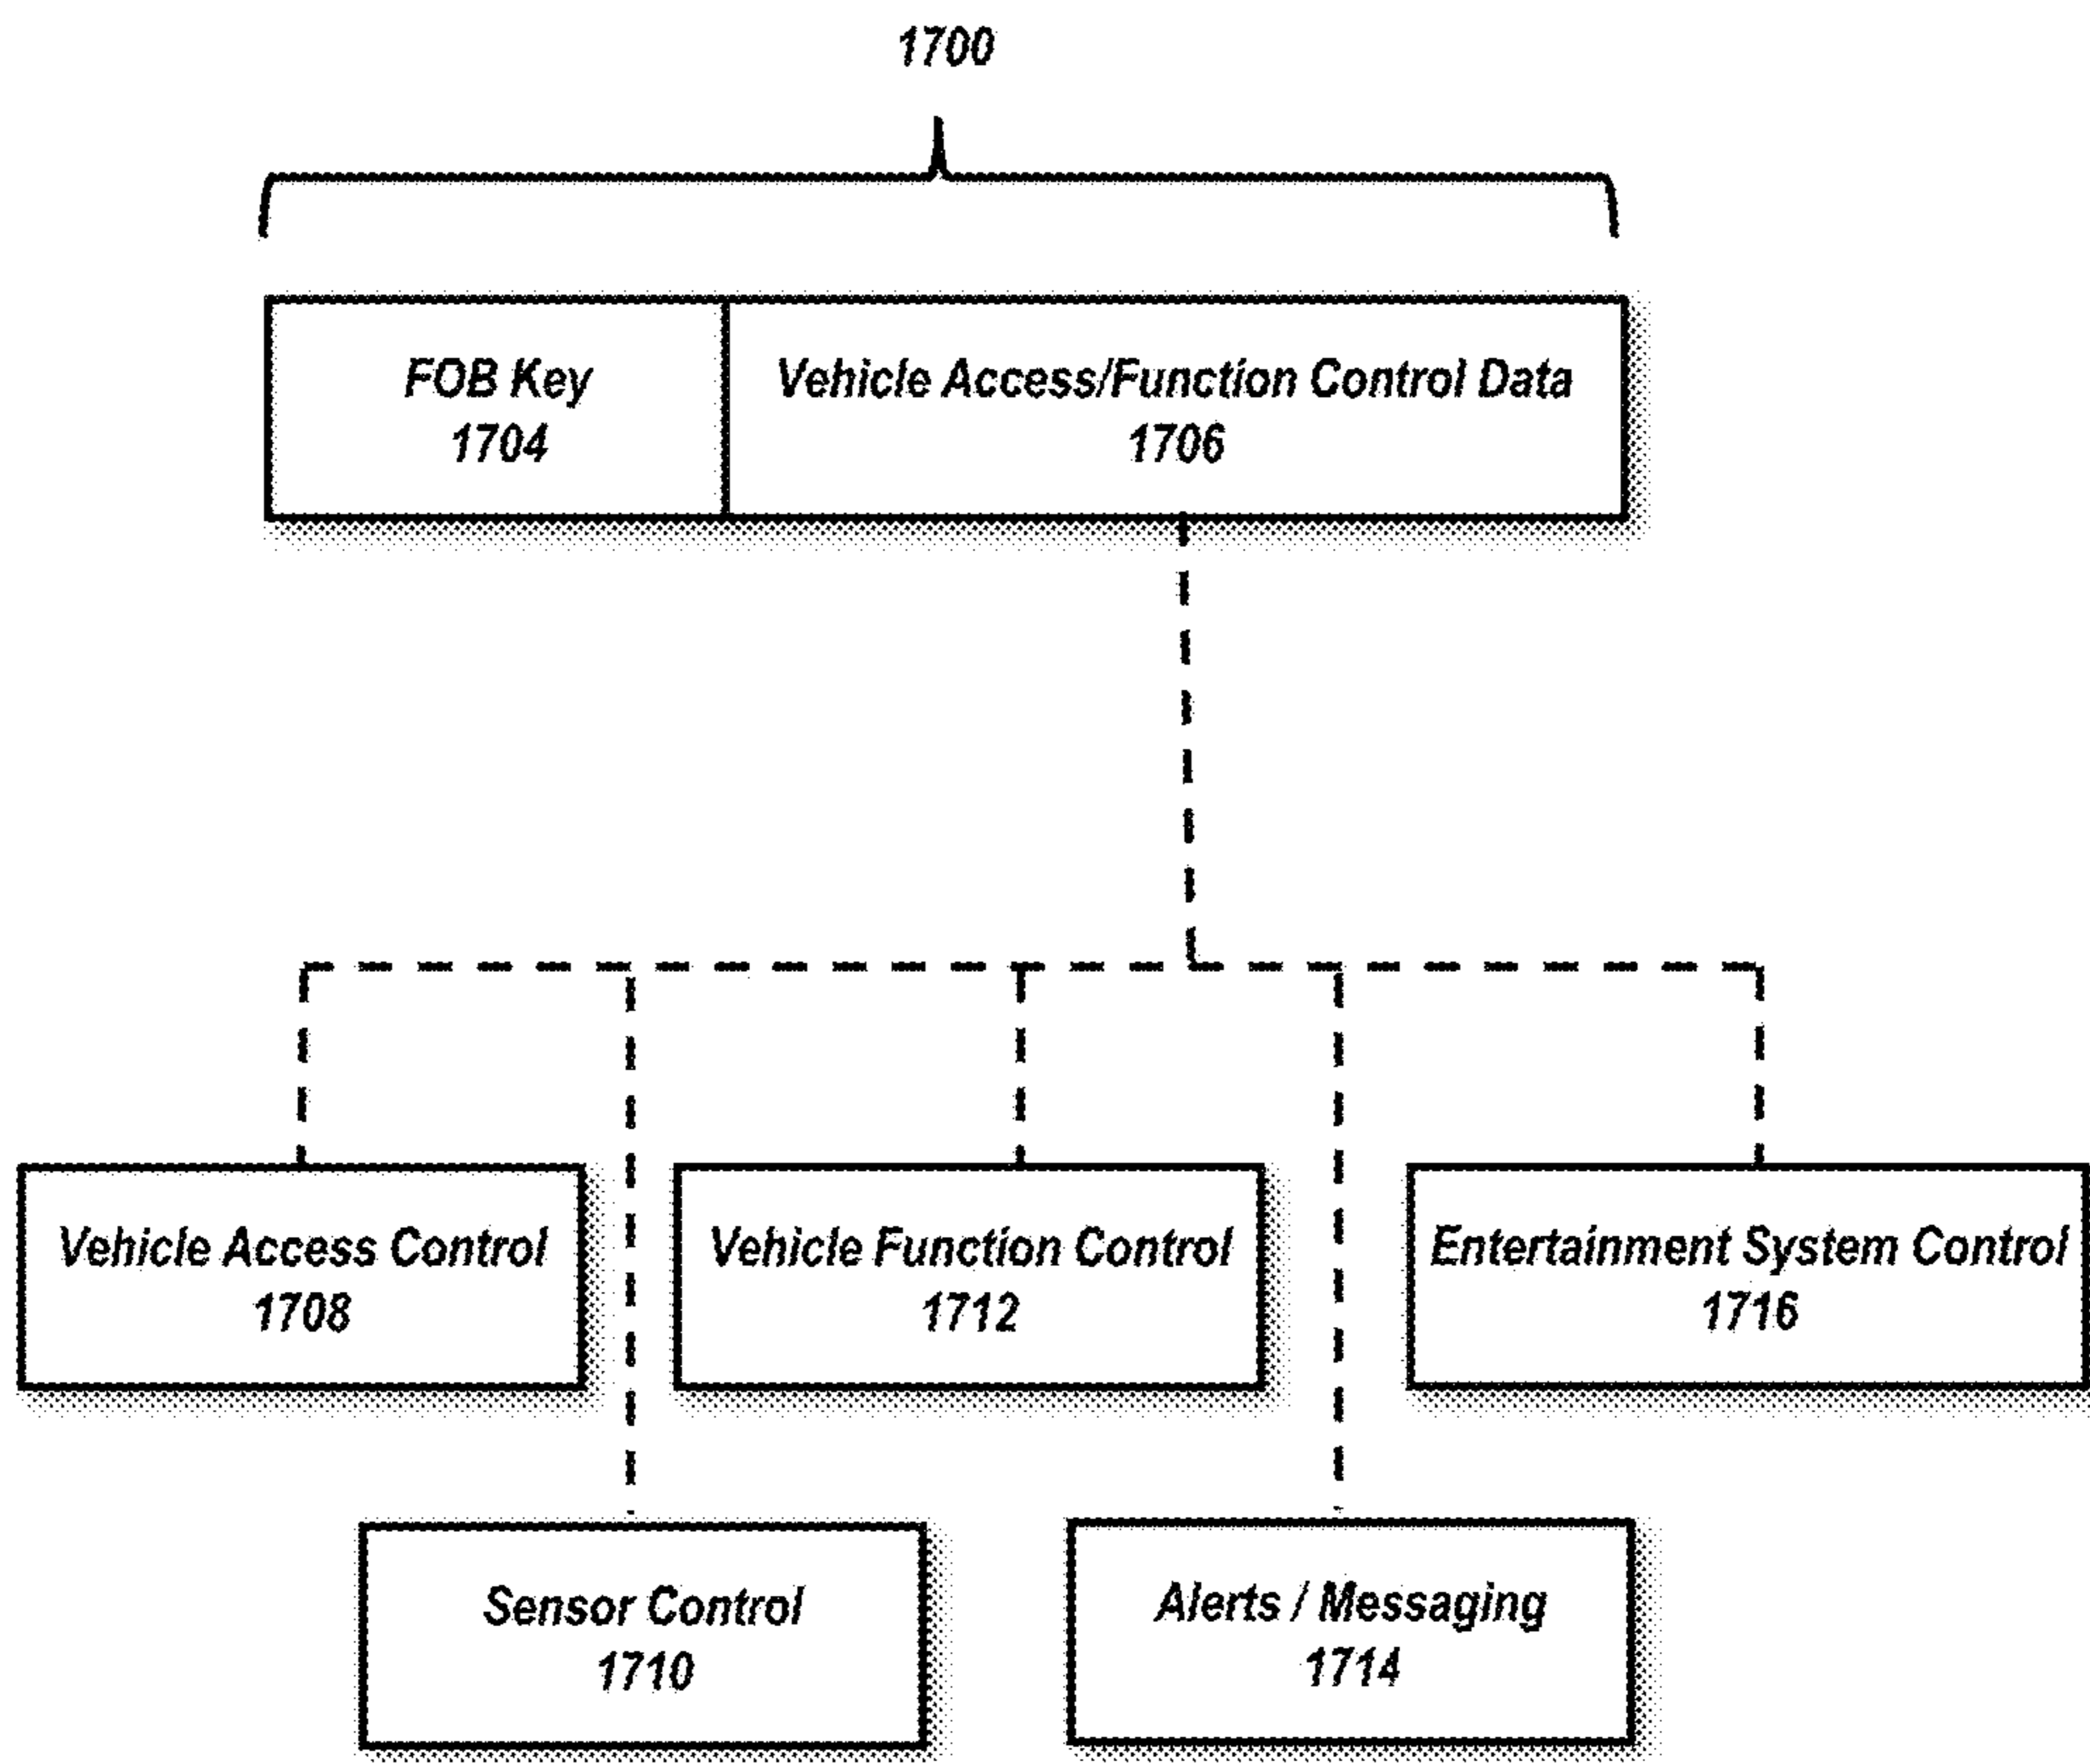 1700
FOB Key
1704
Vehicle Access/Function Control Data
1706
Vehicle Access Control
1708
Vehicle Function Control
1712
Entertainment System Control
1716
Sensor Control
1710
Alerts / Messaging
1714